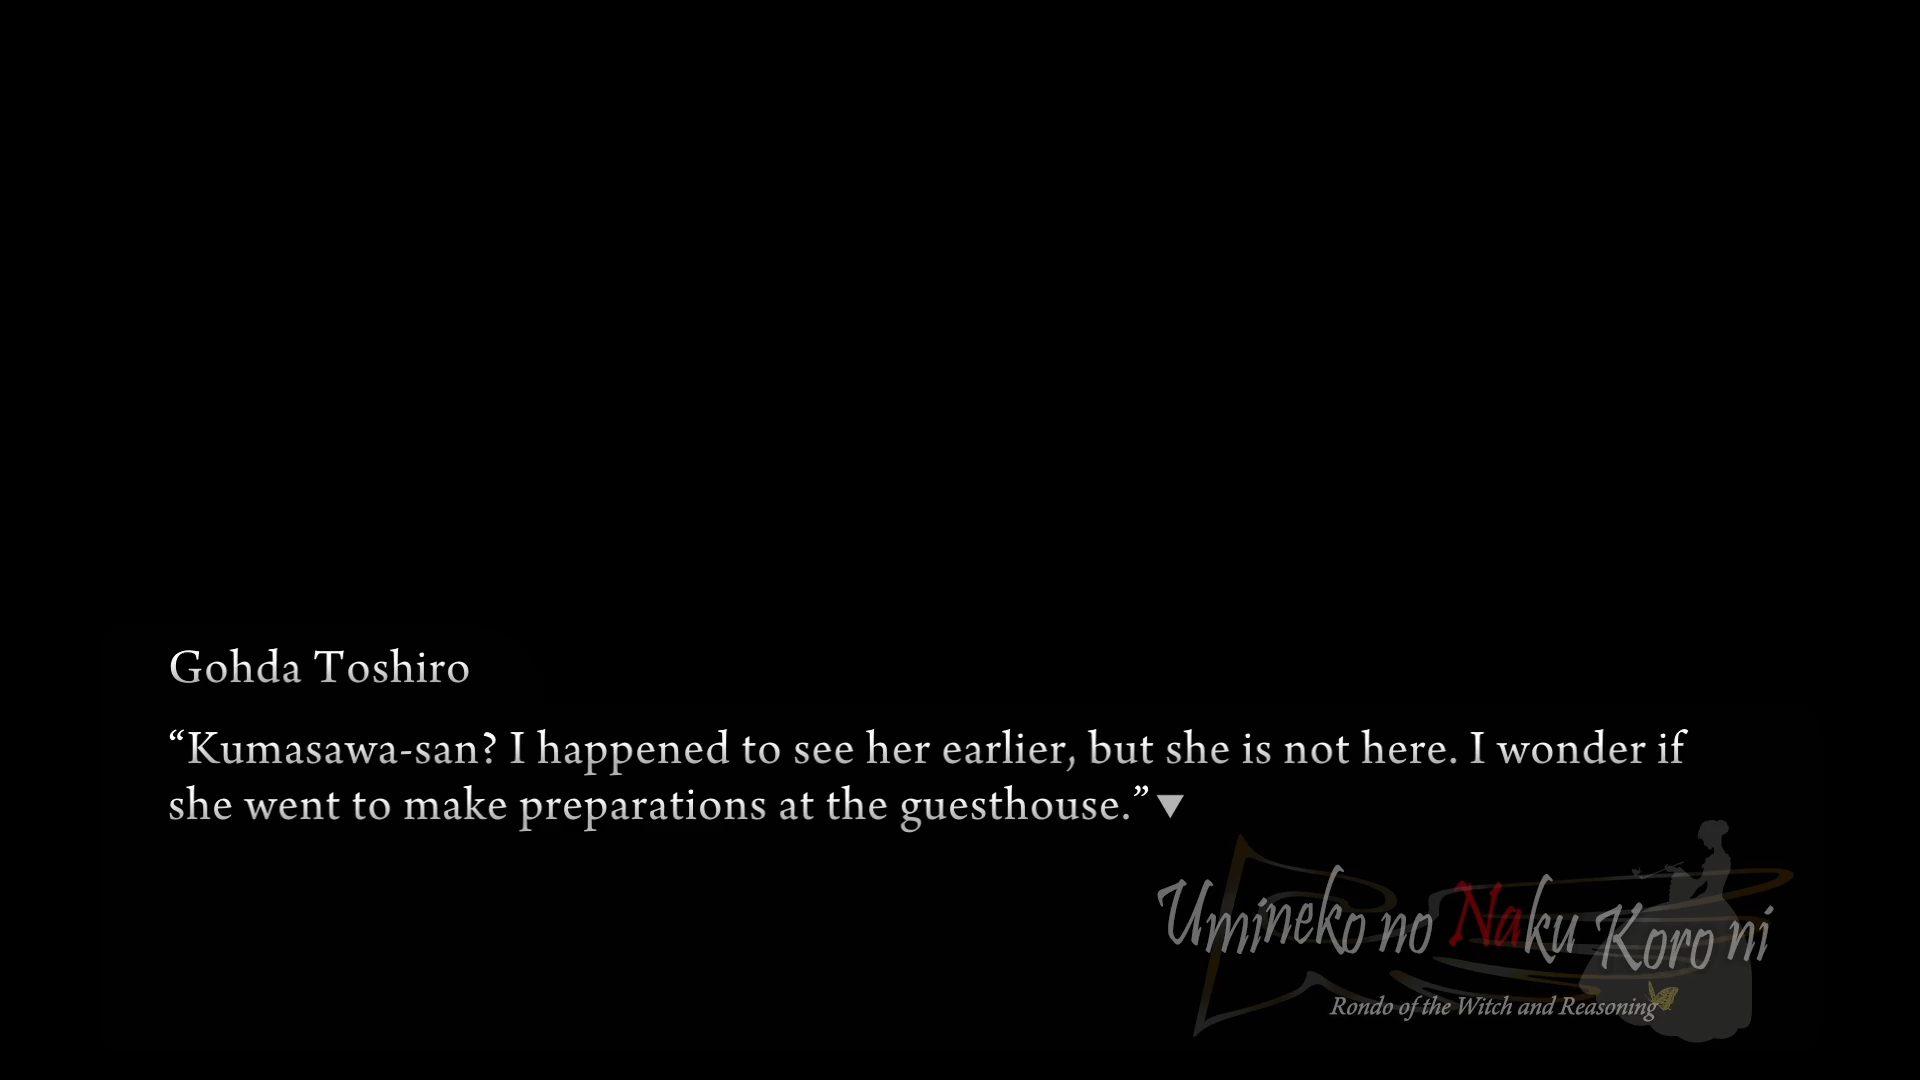 Gohda Toshiro
“Kumasawa-san? I happened to see her earlier, but she is not here. I wonder if
she went to make preparations at the guesthouse.”
Umineko no Naku Koro ni
Rondo of the Witch and Reasoning